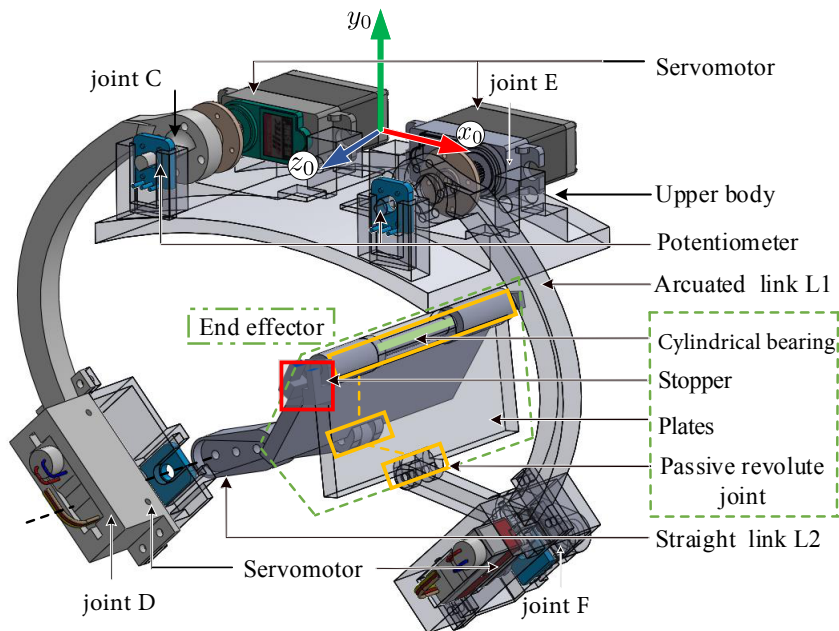 y0
joint C
Servomotor
joint E
x0
z0
Upper body
Potentiometer
Arcuated link L1
End effector
Cylindrical bearing
Stopper
Plates
Passive revolute
joint
Straight link L2
Servomotor
joint D
joint F